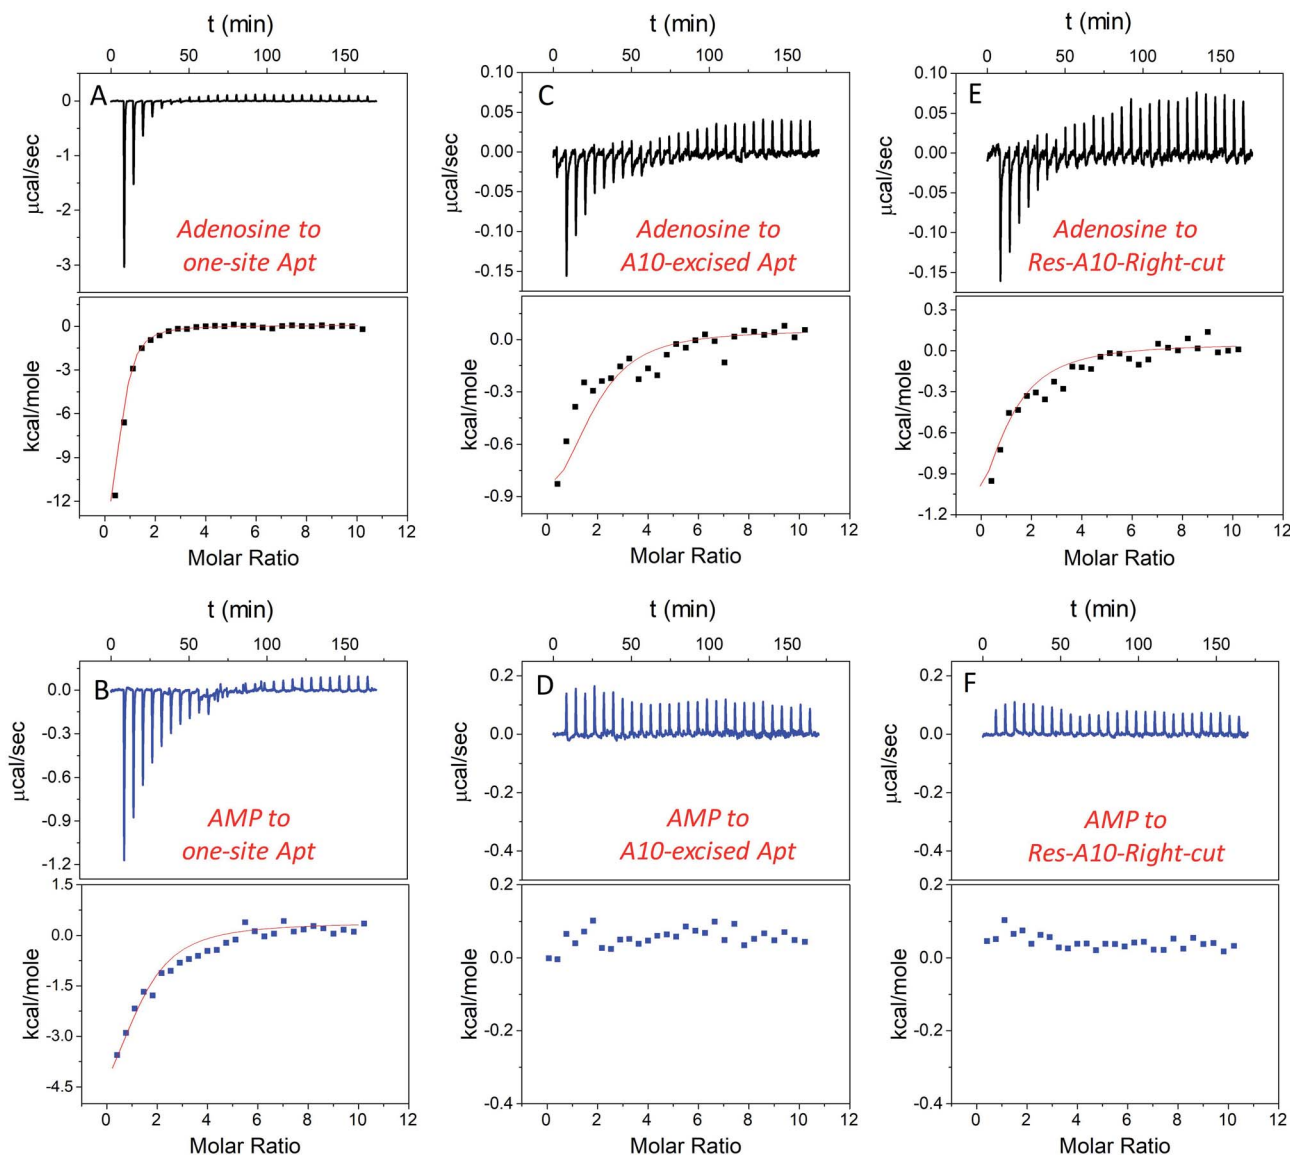 t (min)
0 50 100 150
A
0
-1
-2
-3
µcal/sec
Adenosine to
one-site Apt
0
-3
-6
-9
-12
kcal/mole
0 2 4 6 8 10 12
Molar Ratio
t (min)
0 50 100 150
C
0.10
0.05
0.00
-0.05
-0.10
-0.15
µcal/sec
Adenosine to
A10-excised Apt
0.0
-0.3
-0.6
-0.9
kcal/mole
0 2 4 6 8 10 12
Molar Ratio
t (min)
0 50 100 150
E
0.10
0.05
0.00
-0.05
-0.10
-0.15
µcal/sec
Adenosine to
Res-A10-Right-cut
0.3
0.0
-0.3
-0.6
-0.9
-1.2
kcal/mole
0 2 4 6 8 10 12
Molar Ratio
t (min)
0 50 100 150
B
0.0
-0.3
-0.6
-0.9
-1.2
µcal/sec
AMP to
one-site Apt
1.5
0.0
-1.5
-3.0
-4.5
kcal/mole
0 2 4 6 8 10 12
Molar Ratio
t (min)
0 50 100 150
D
0.2
0.0
-0.2
-0.4
µcal/sec
AMP to
A10-excised Apt
0.2
0.0
-0.2
-0.4
kcal/mole
0 2 4 6 8 10 12
Molar Ratio
t (min)
0 50 100 150
F
0.2
0.0
-0.2
-0.4
µcal/sec
AMP to
Res-A10-Right-cut
0.2
0.0
-0.2
-0.4
kcal/mole
0 2 4 6 8 10 12
Molar Ratio